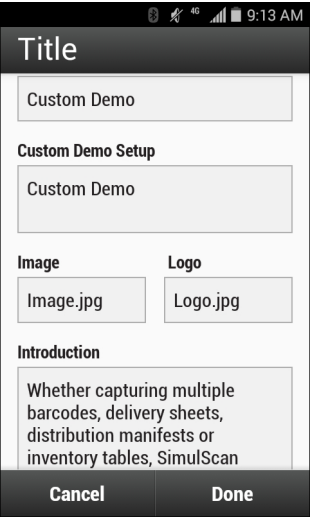 4G 9:13 AM
Title
Custom Demo
Custom Demo Setup
Custom Demo
Image Logo
Image.jpg Logo.jpg
Introduction
Whether capturing multiple
barcodes, delivery sheets,
distribution manifests or
inventory tables, SimulScan
Cancel Done